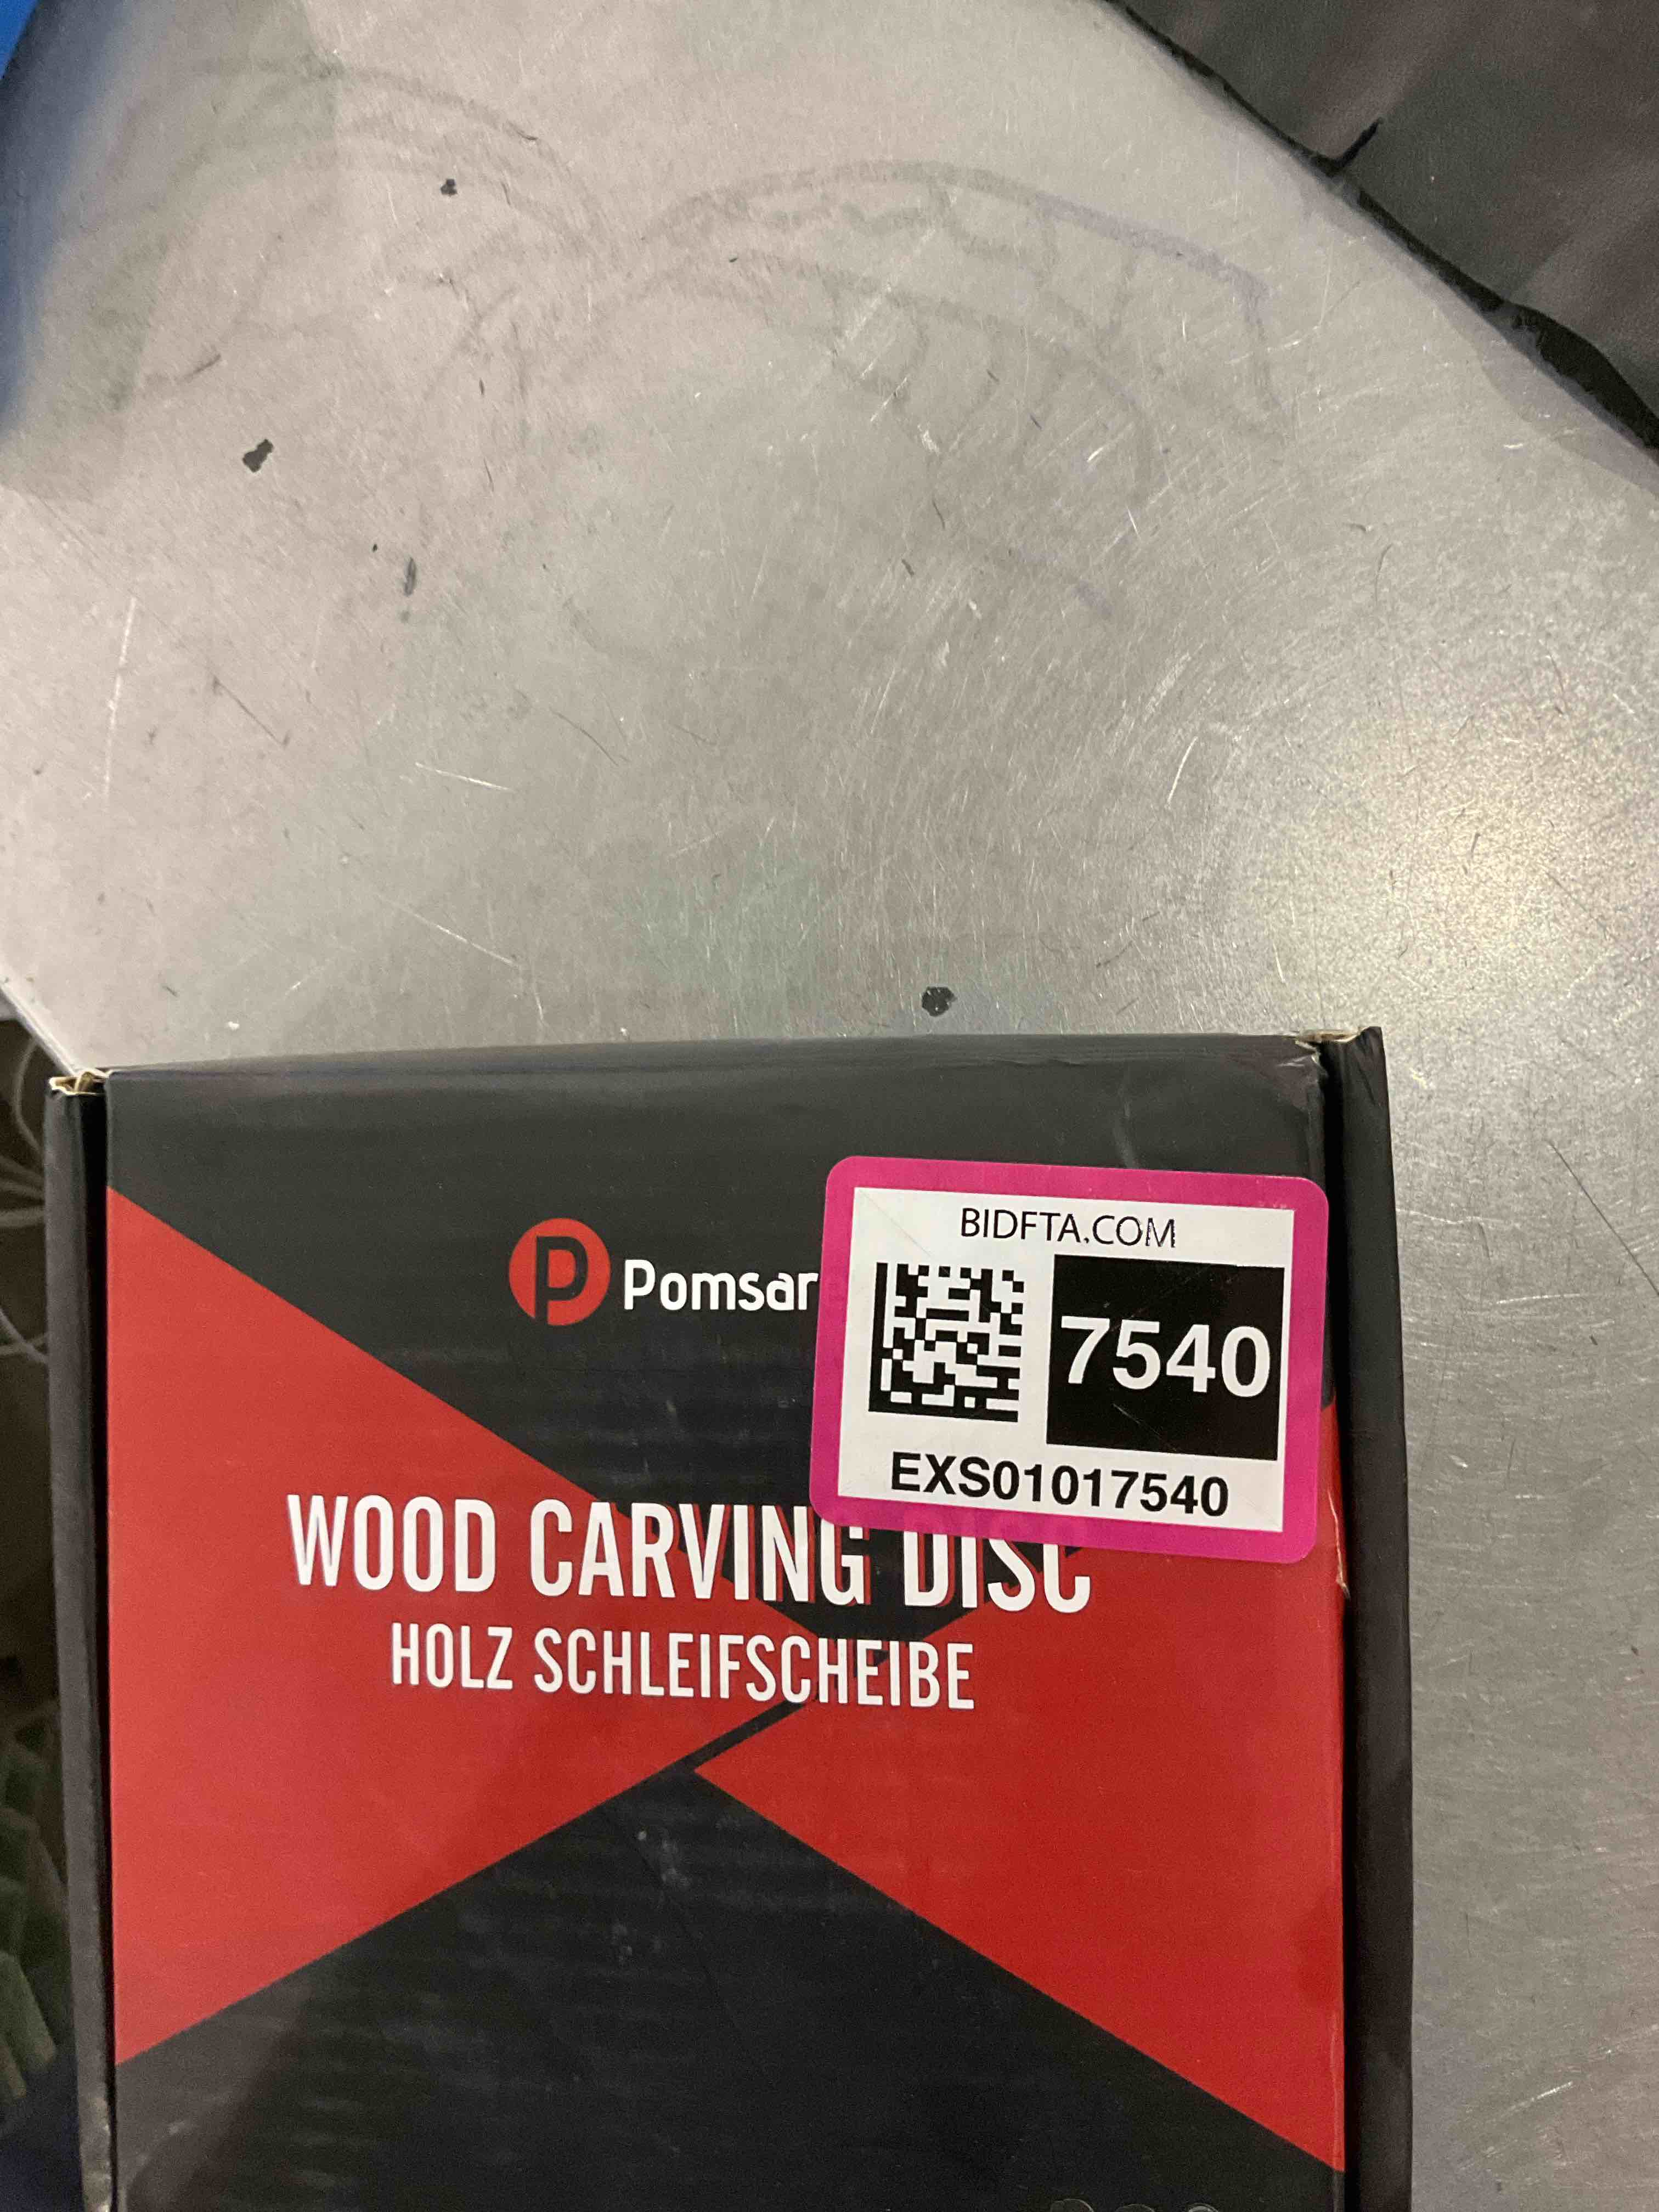 BIDFTA.COM
7540
EXS01017540
Pomsar
WOOD CARVING DISC
HOLZ SCHLEIFSCHEIBE